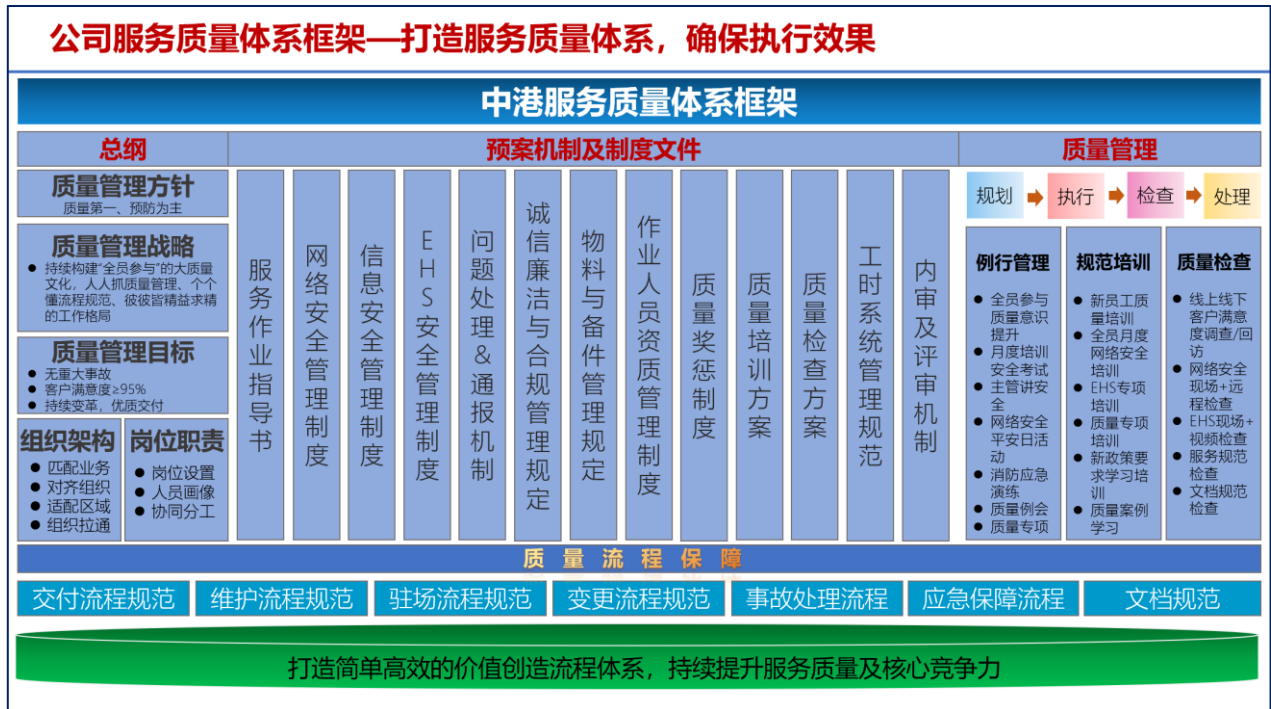 公司服务质量体系框架—打造服务质量体系，确保执行效果
中港服务质量体系框架
总纲
预案机制及制度文件
质量管理
质量管理方针
质量第一、预防为主
质量管理战略
● 持续构建“全员参与”的大质量
文化，人人抓质量管理、个个
懂流程规范、彼彼皆精益求精
的工作格局
质量管理目标
● 无重大事故
● 客户满意度≥95%
● 持续变革，优质交付
组织架构
● 匹配业务
● 对齐组织
● 适配区域
● 组织拉通
岗位职责
● 岗位设置
● 人员画像
● 协同分工
服务作业指导书
网络安全管理制度
信息安全管理制度
EHS安全管理制度
问题处理&通报机制
诚信廉洁与合规管理规定
物料与备件管理规定
作业人员资质管理制度
质量奖惩制度
质量培训方案
质量检查方案
工时系统管理规范
内审及评审机制
规划
执行
检查
处理
例行管理
● 全员参与
质量意识
提升
● 月度培训
安全考试
● 主管讲安
全
● 网络安全
平安日活
动
● 消防应急
演练
● 质量例会
● 质量专项
规范培训
● 新员工质
量培训
● 全员月度
网络安全
培训
● EHS专项
培训
● 质量专项
培训
● 新政策要
求学习培
训
● 质量案例
学习
质量检查
● 线上线下
客户满意
度调查/回
访
● 网络安全
现场+远
程检查
● EHS现场+
视频检查
● 服务规范
检查
● 文档规范
检查
质量流程保障
交付流程规范
维护流程规范
驻场流程规范
变更流程规范
事故处理流程
应急保障流程
文档规范
打造简单高效的价值创造流程体系，持续提升服务质量及核心竞争力